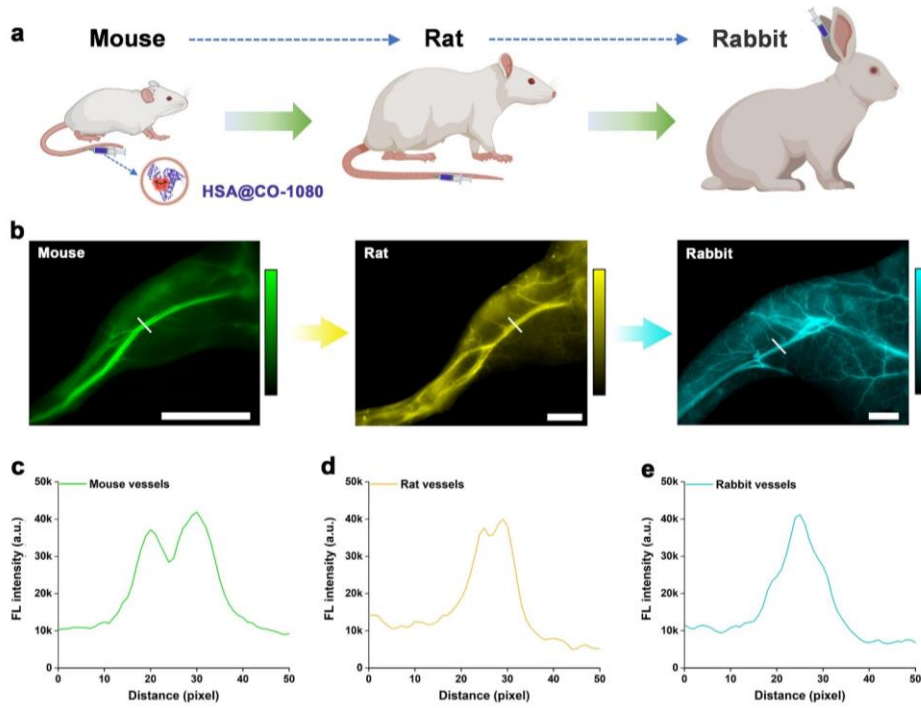 a
Mouse Rat Rabbit
HSA@CO-1080
b
Mouse Rat Rabbit
c d e
Mouse vessels
50k
40k
30k
20k
10k
0
FL intensity (a.u.)
0 10 20 30 40 50
Distance (pixel)
Rat vessels
50k
40k
30k
20k
10k
0
FL intensity (a.u.)
0 10 20 30 40 50
Distance (pixel)
Rabbit vessels
50k
40k
30k
20k
10k
0
FL intensity (a.u.)
0 10 20 30 40 50
Distance (pixel)